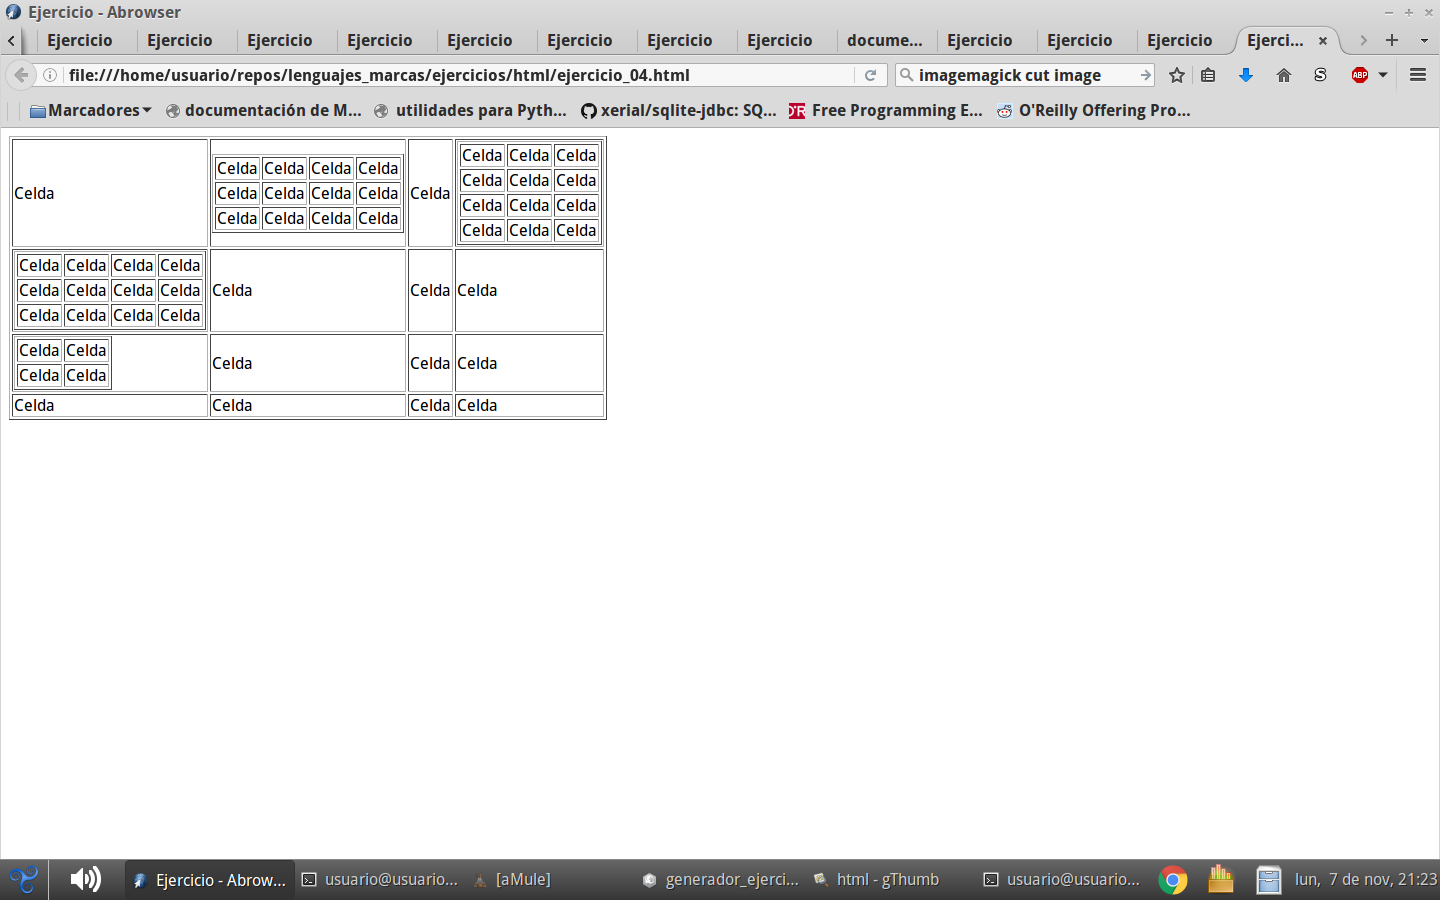 Ejercicio - Abrowser
Ejercicio Ejercicio Ejercicio Ejercicio Ejercicio Ejercicio Ejercicio Ejercicio docume... Ejercicio Ejercicio Ejercicio Ejerci...
file:///home/usuario/repos/lenguajes_marcas/ejercicios/html/ejercicio_04.html imagemagick cut image S ABP
Marcadores documentación de M... utilidades para Pyth... xerial/sqlite-jdbc: SQ... Free Programming E... O'Reilly Offering Pro...
Celda Celda Celda
Celda Celda Celda Celda
Celda Celda Celda
Celda Celda
Celda Celda Celda Celda
Celda Celda Celda
Celda Celda Celda Celda
Celda Celda Celda
Celda Celda Celda Celda
Celda Celda Celda Celda Celda Celda Celda
Celda Celda Celda Celda
Celda Celda
Celda Celda Celda
Celda Celda
Celda Celda Celda Celda
Ejercicio - Abrow... usuario@usuario... [aMule] generador_ejerci... html - gThumb usuario@usuario... lun, 7 de nov, 21:23